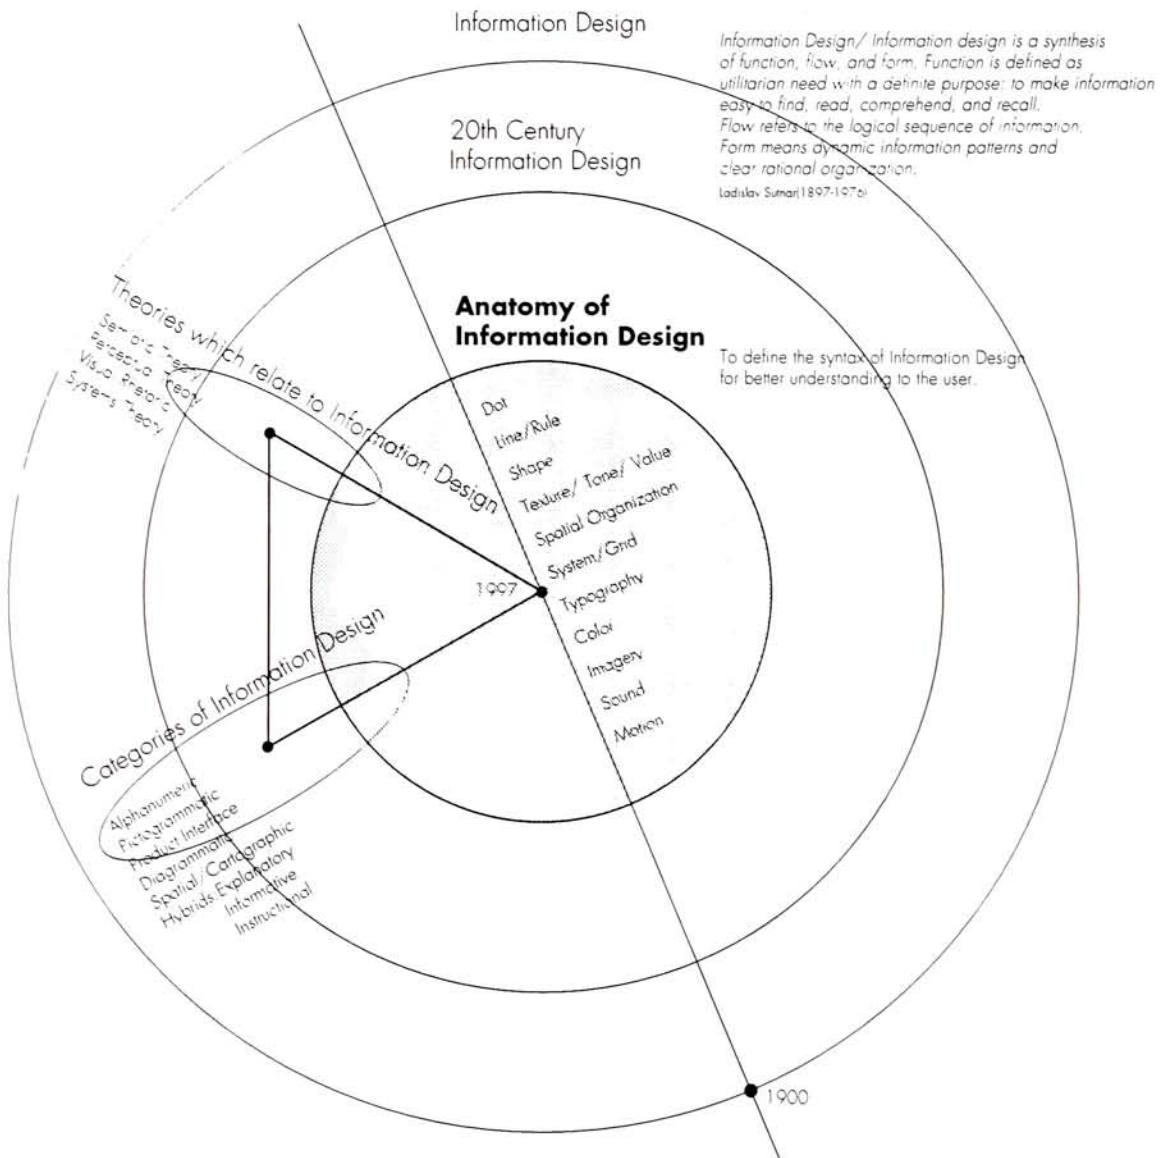 Information Design
Information Design/ Information design is a synthesis
of function, flow, and form. Function is defined as
utilitarian need with a definite purpose: to make information
easy to find, read, comprehend, and recall.
Flow refers to the logical sequence of information.
Form means dynamic information patterns and
clear rational organization.
Ladislav Sutnar(1897-1976)
20th Century
Information Design
Anatomy of
Information Design
To define the syntax of Information Design
for better understanding to the user.
Theories which relate to Information Design
Semiotic Theory
Perceptual Theory
Visual Rhetoric
Systems Theory
Dot
Line/Rule
Shape
Texture/ Tone/ Value
Spatial Organization
System/Grid
Typography
Color
Imagery
Sound
Motion
1997
Categories of Information Design
Alphanumeric
Pictogrammatic
Product Interface
Diagrammatic
Spatial/Cartographic
Hybrids:Explanatory
Informative
Instructional
1900